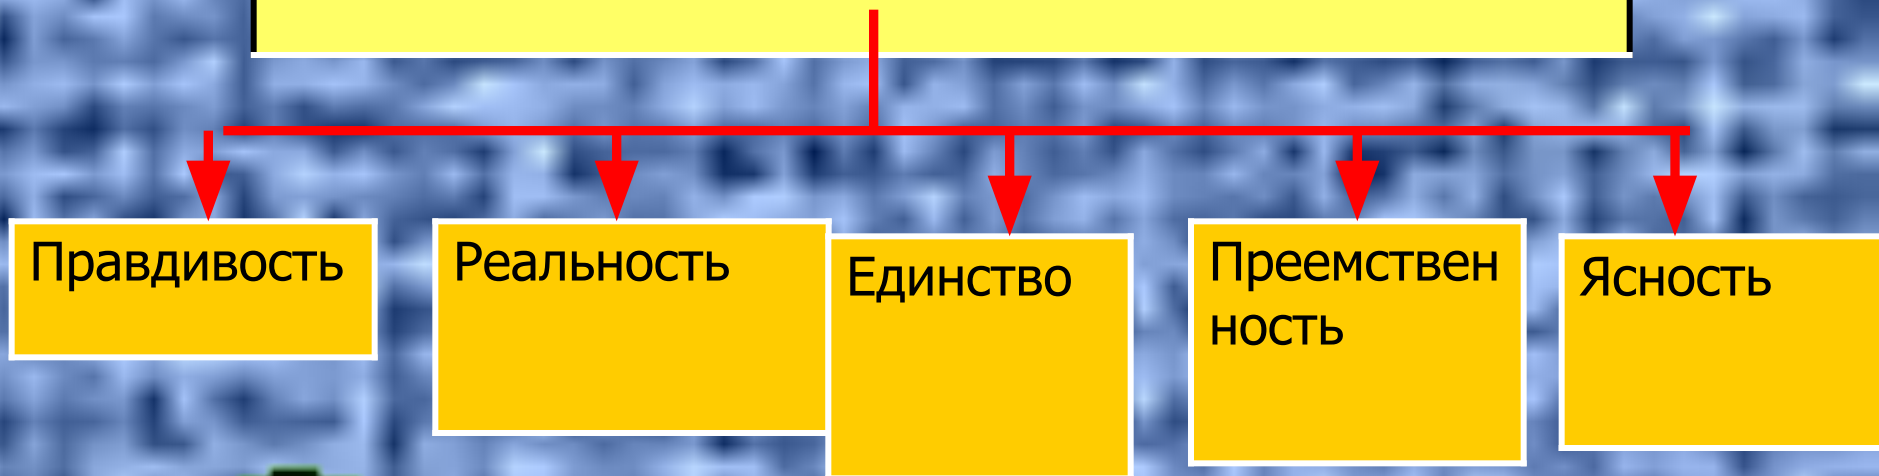 Правдивость
Реальность
Единство
Преемствен
ность
Ясность